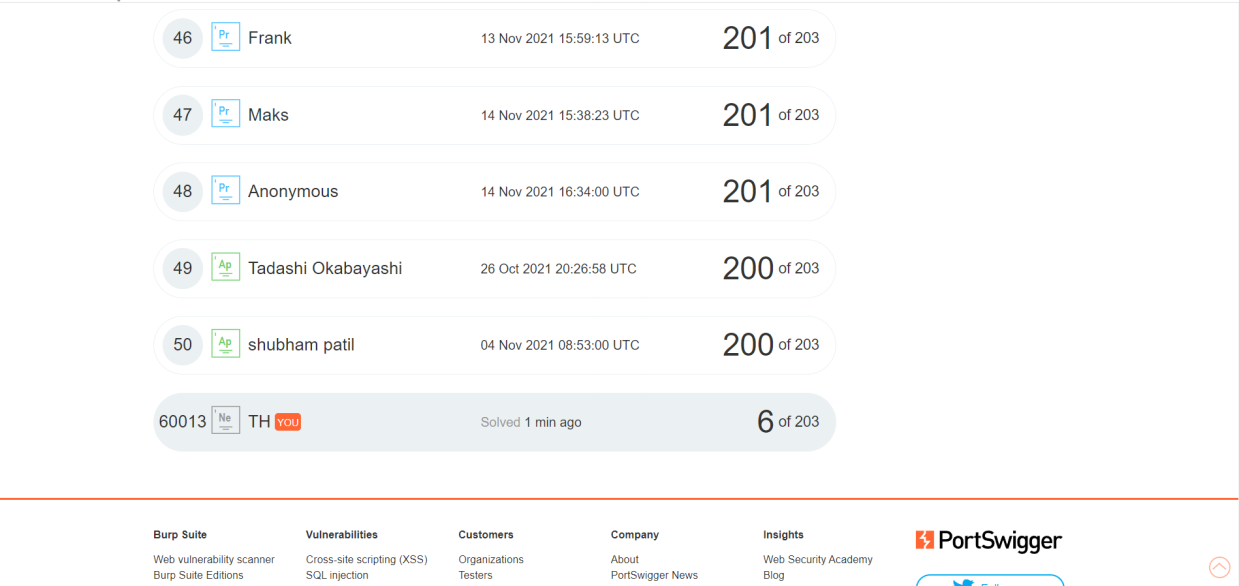 46 Pr Frank 13 Nov 2021 15:59:13 UTC 201 of 203
47 Pr Maks 14 Nov 2021 15:38:23 UTC 201 of 203
48 Pr Anonymous 14 Nov 2021 16:34:00 UTC 201 of 203
49 Ap Tadashi Okabayashi 26 Oct 2021 20:26:58 UTC 200 of 203
50 Ap shubham patil 04 Nov 2021 08:53:00 UTC 200 of 203
60013 Ne TH YOU Solved 1 min ago 6 of 203
Burp Suite Vulnerabilities Customers Company Insights PortSwigger
Web vulnerability scanner Cross-site scripting (XSS) Organizations About Web Security Academy
Burp Suite Editions SQL injection Testers PortSwigger News Blog